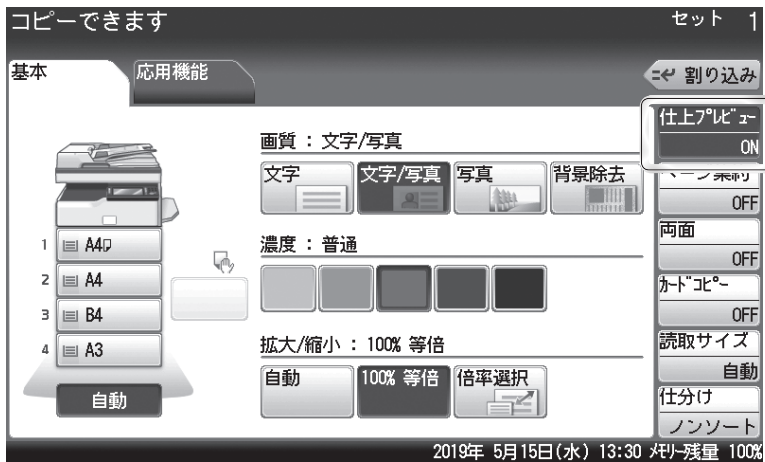 コピーできます
セット 1
基本
応用機能
割り込み
仕上プレビュー
ON
画質：文字/写真
文字
文字/写真
写真
背景除去
ページ集約
OFF
両面
OFF
カードコピー
OFF
読取サイズ
自動
仕分け
ノンソート
濃度：普通
1 A4
2 A4
3 B4
4 A3
自動
拡大/縮小：100% 等倍
自動
100% 等倍
倍率選択
2019年 5月15日(水) 13:30 メモリー残量 100%